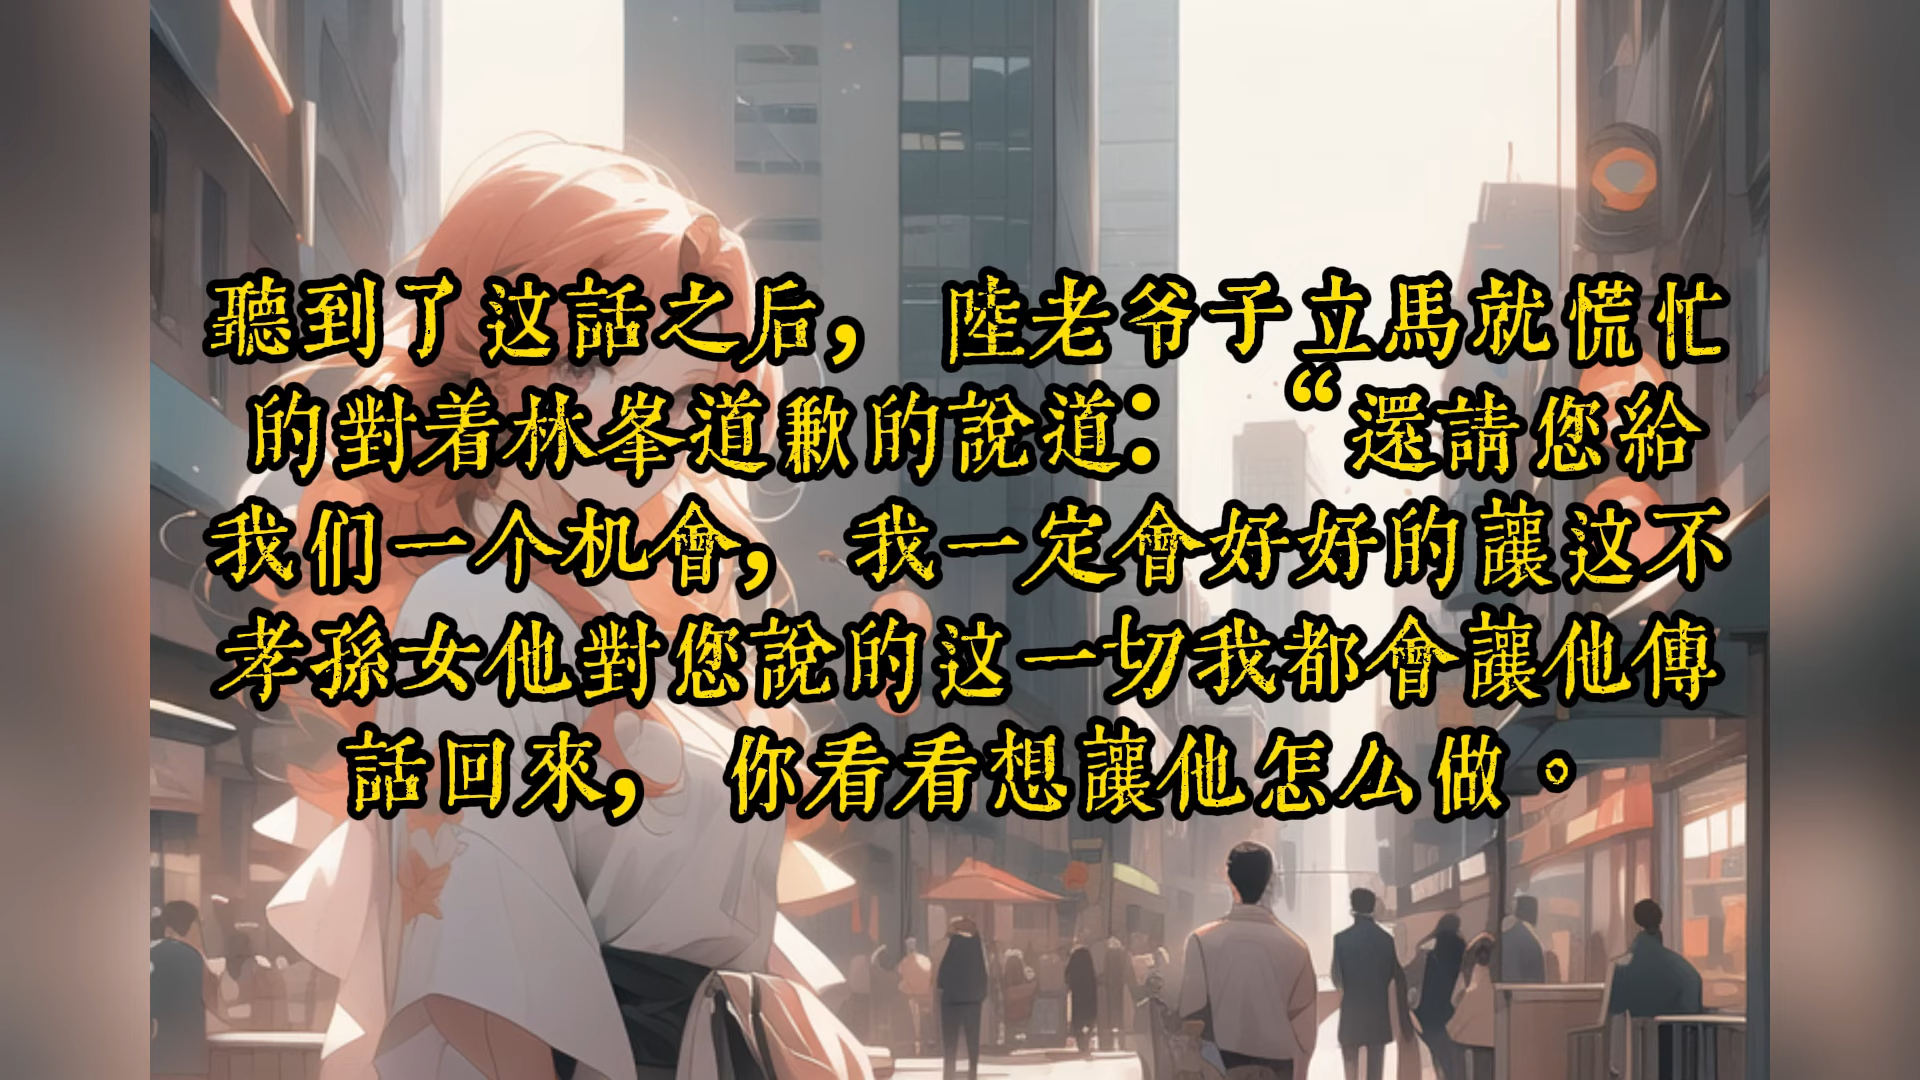 聽到了这話之后， 陸老爷子立馬就慌忙
的對着林峯道歉的說道： “還請您給
我们一个机會， 我一定會好好的讓这不
孝孫女他對您說的这一切我都會讓他傳
話回來， 你看看想讓他怎么做。